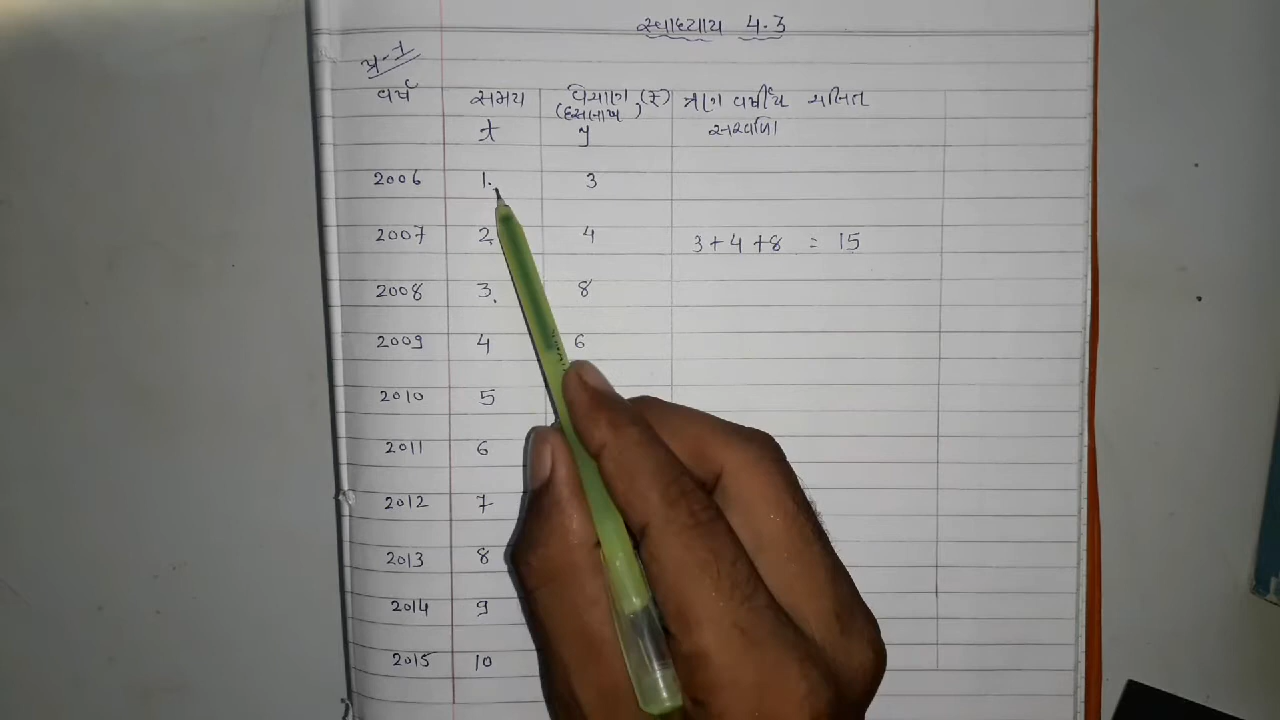 સ્વાધ્યાય 4.3
પ્ર-1
વર્ષ સમય વેચાણ (₹) ત્રણ વર્ષીય ચલિત
t (દસલાખ) y સરવાળા
2006 1. 3
2007 2 4 3+4+8 = 15
2008 3. 8
2009 4 6
2010 5
2011 6
2012 7
2013 8
2014 9
2015 10